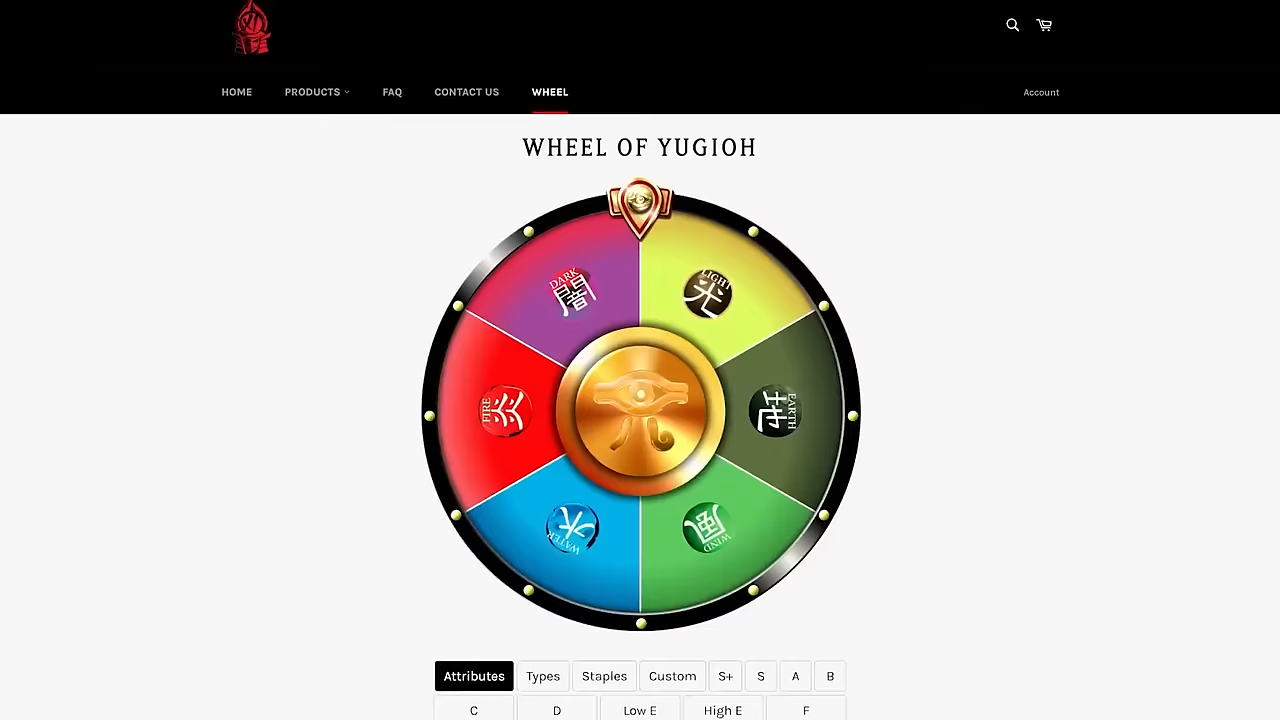 HOME PRODUCTS FAQ CONTACT US WHEEL Account
WHEEL OF YUGIOH
DARK 闇
LIGHT 光
FIRE 炎
EARTH 地
WATER 水
WIND 風
Attributes Types Staples Custom S+ S A B
C D Low E High E F